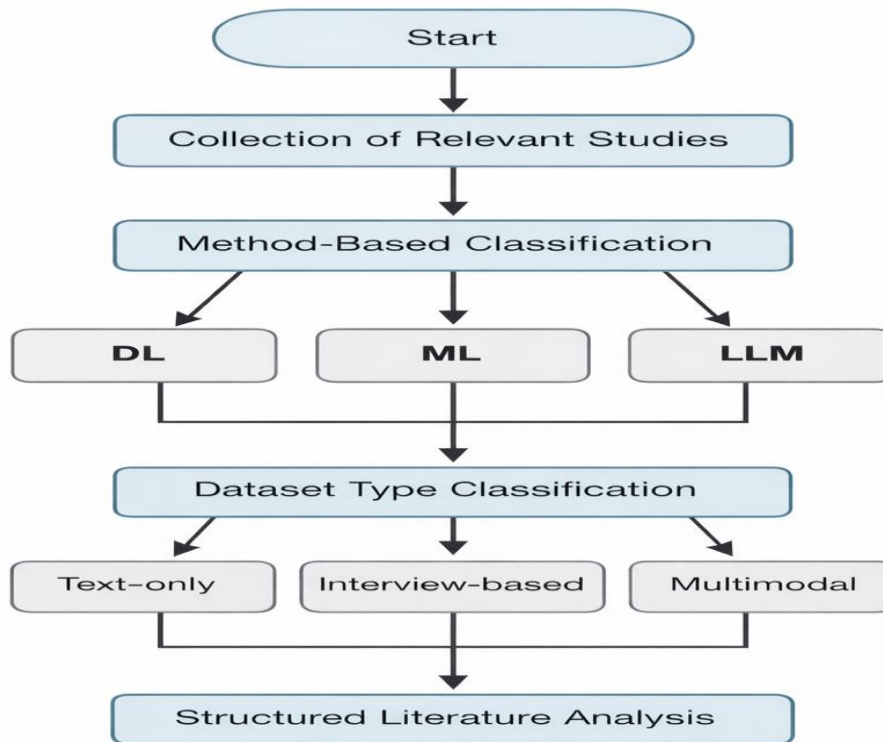 Start
Collection of Relevant Studies
Method-Based Classification
DL
ML
LLM
Dataset Type Classification
Text-only
Interview-based
Multimodal
Structured Literature Analysis